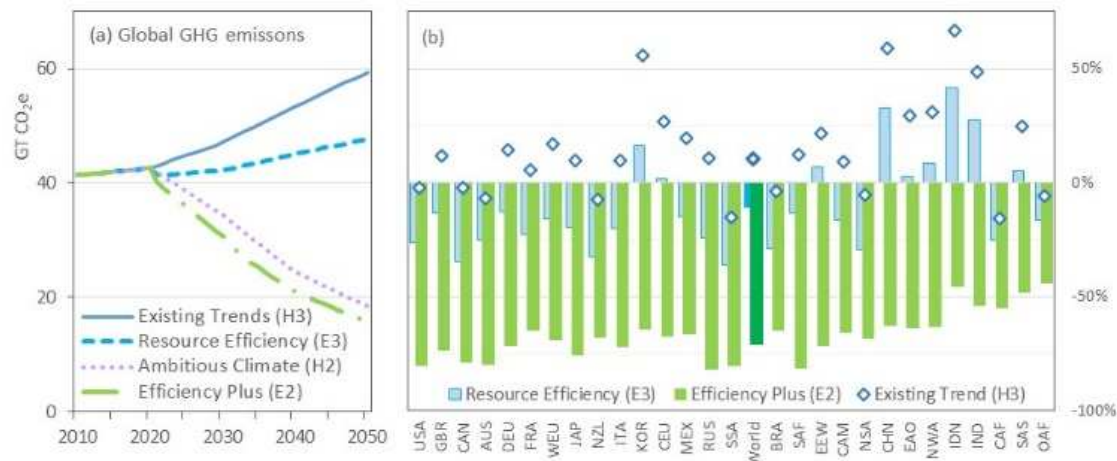 (a) Global GHG emissons
60
40
20
0
GT CO₂e
Existing Trends (H3)
Resource Efficiency (E3)
Ambitious Climate (H2)
Efficiency Plus (E2)
2010 2020 2030 2040 2050
(b)
50%
0%
-50%
-100%
Resource Efficiency (E3) Efficiency Plus (E2) Existing Trend (H3)
USA
GBR
CAN
AUS
DEU
FRA
WEU
JAP
NZL
ITA
KOR
CEU
MEX
RUS
SSA
World
BRA
SAF
EEW
CAM
NSA
CHN
EAO
NWA
IDN
IND
CAF
SAS
OAF